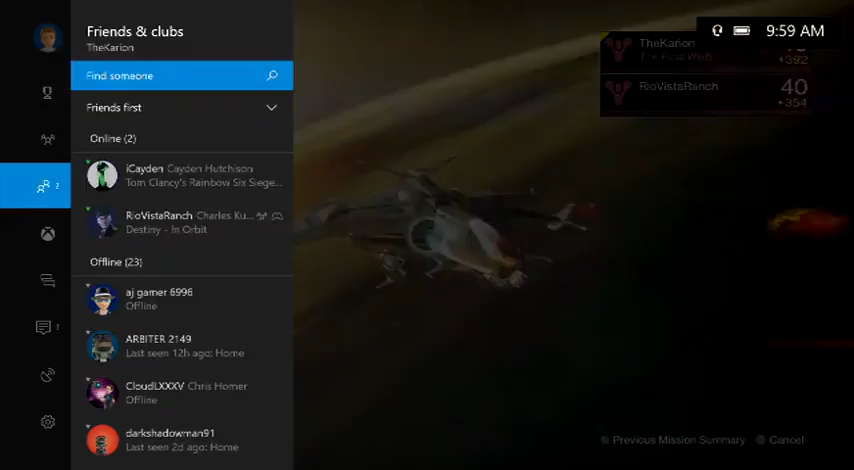 Friends & clubs
TheKarion
Find someone
Friends first
Online (2)
iCayden Cayden Hutchison
Tom Clancy's Rainbow Six Siege...
RioVistaRanch Charles Ku...
Destiny - In Orbit
Offline (23)
aj gamer 6996
Offline
ARBITER 2149
Last seen 12h ago: Home
CloudLXXXV Chris Homer
Offline
darkshadowman91
Last seen 2d ago: Home
2
3
9:59 AM
TheKarion
+392
RioVistaRanch
40
+354
Previous Mission Summary
Cancel